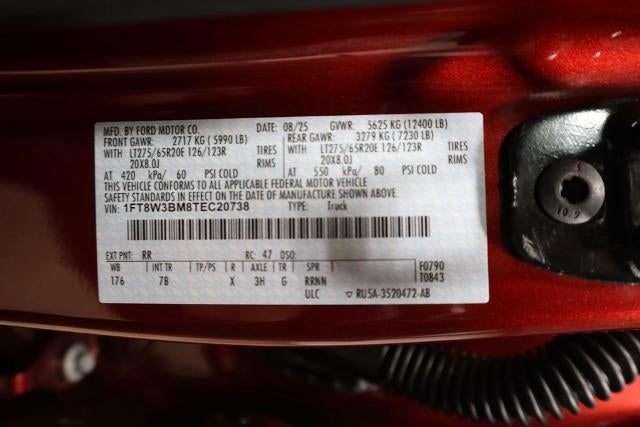 MFD. BY FORD MOTOR CO. DATE: 08/25 GVWR: 5625 KG (12400 LB)
FRONT GAWR: 2717 KG (5990 LB) REAR GAWR: 3279 KG (7230 LB)
WITH LT275/65R20E 126/123R TIRES WITH LT275/65R20E 126/123R TIRES
20X8.0J RIMS 20X8.0J RIMS
AT 420 kPa/ 60 PSI COLD AT 550 kPa/ 80 PSI COLD
THIS VEHICLE CONFORMS TO ALL APPLICABLE FEDERAL MOTOR VEHICLE
SAFETY STANDARDS IN EFFECT ON THE DATE OF MANUFACTURE SHOWN ABOVE.
VIN: 1FT8W3BM8TEC20738 TYPE: Truck
EXT PNT: RR RC: 47 DSO:
WB INT TR TP/PS R AXLE TR SPR F0790
176 7B X 3H G RRNN T0843
ULC ▽ RU5A-3520472-AB
10.9